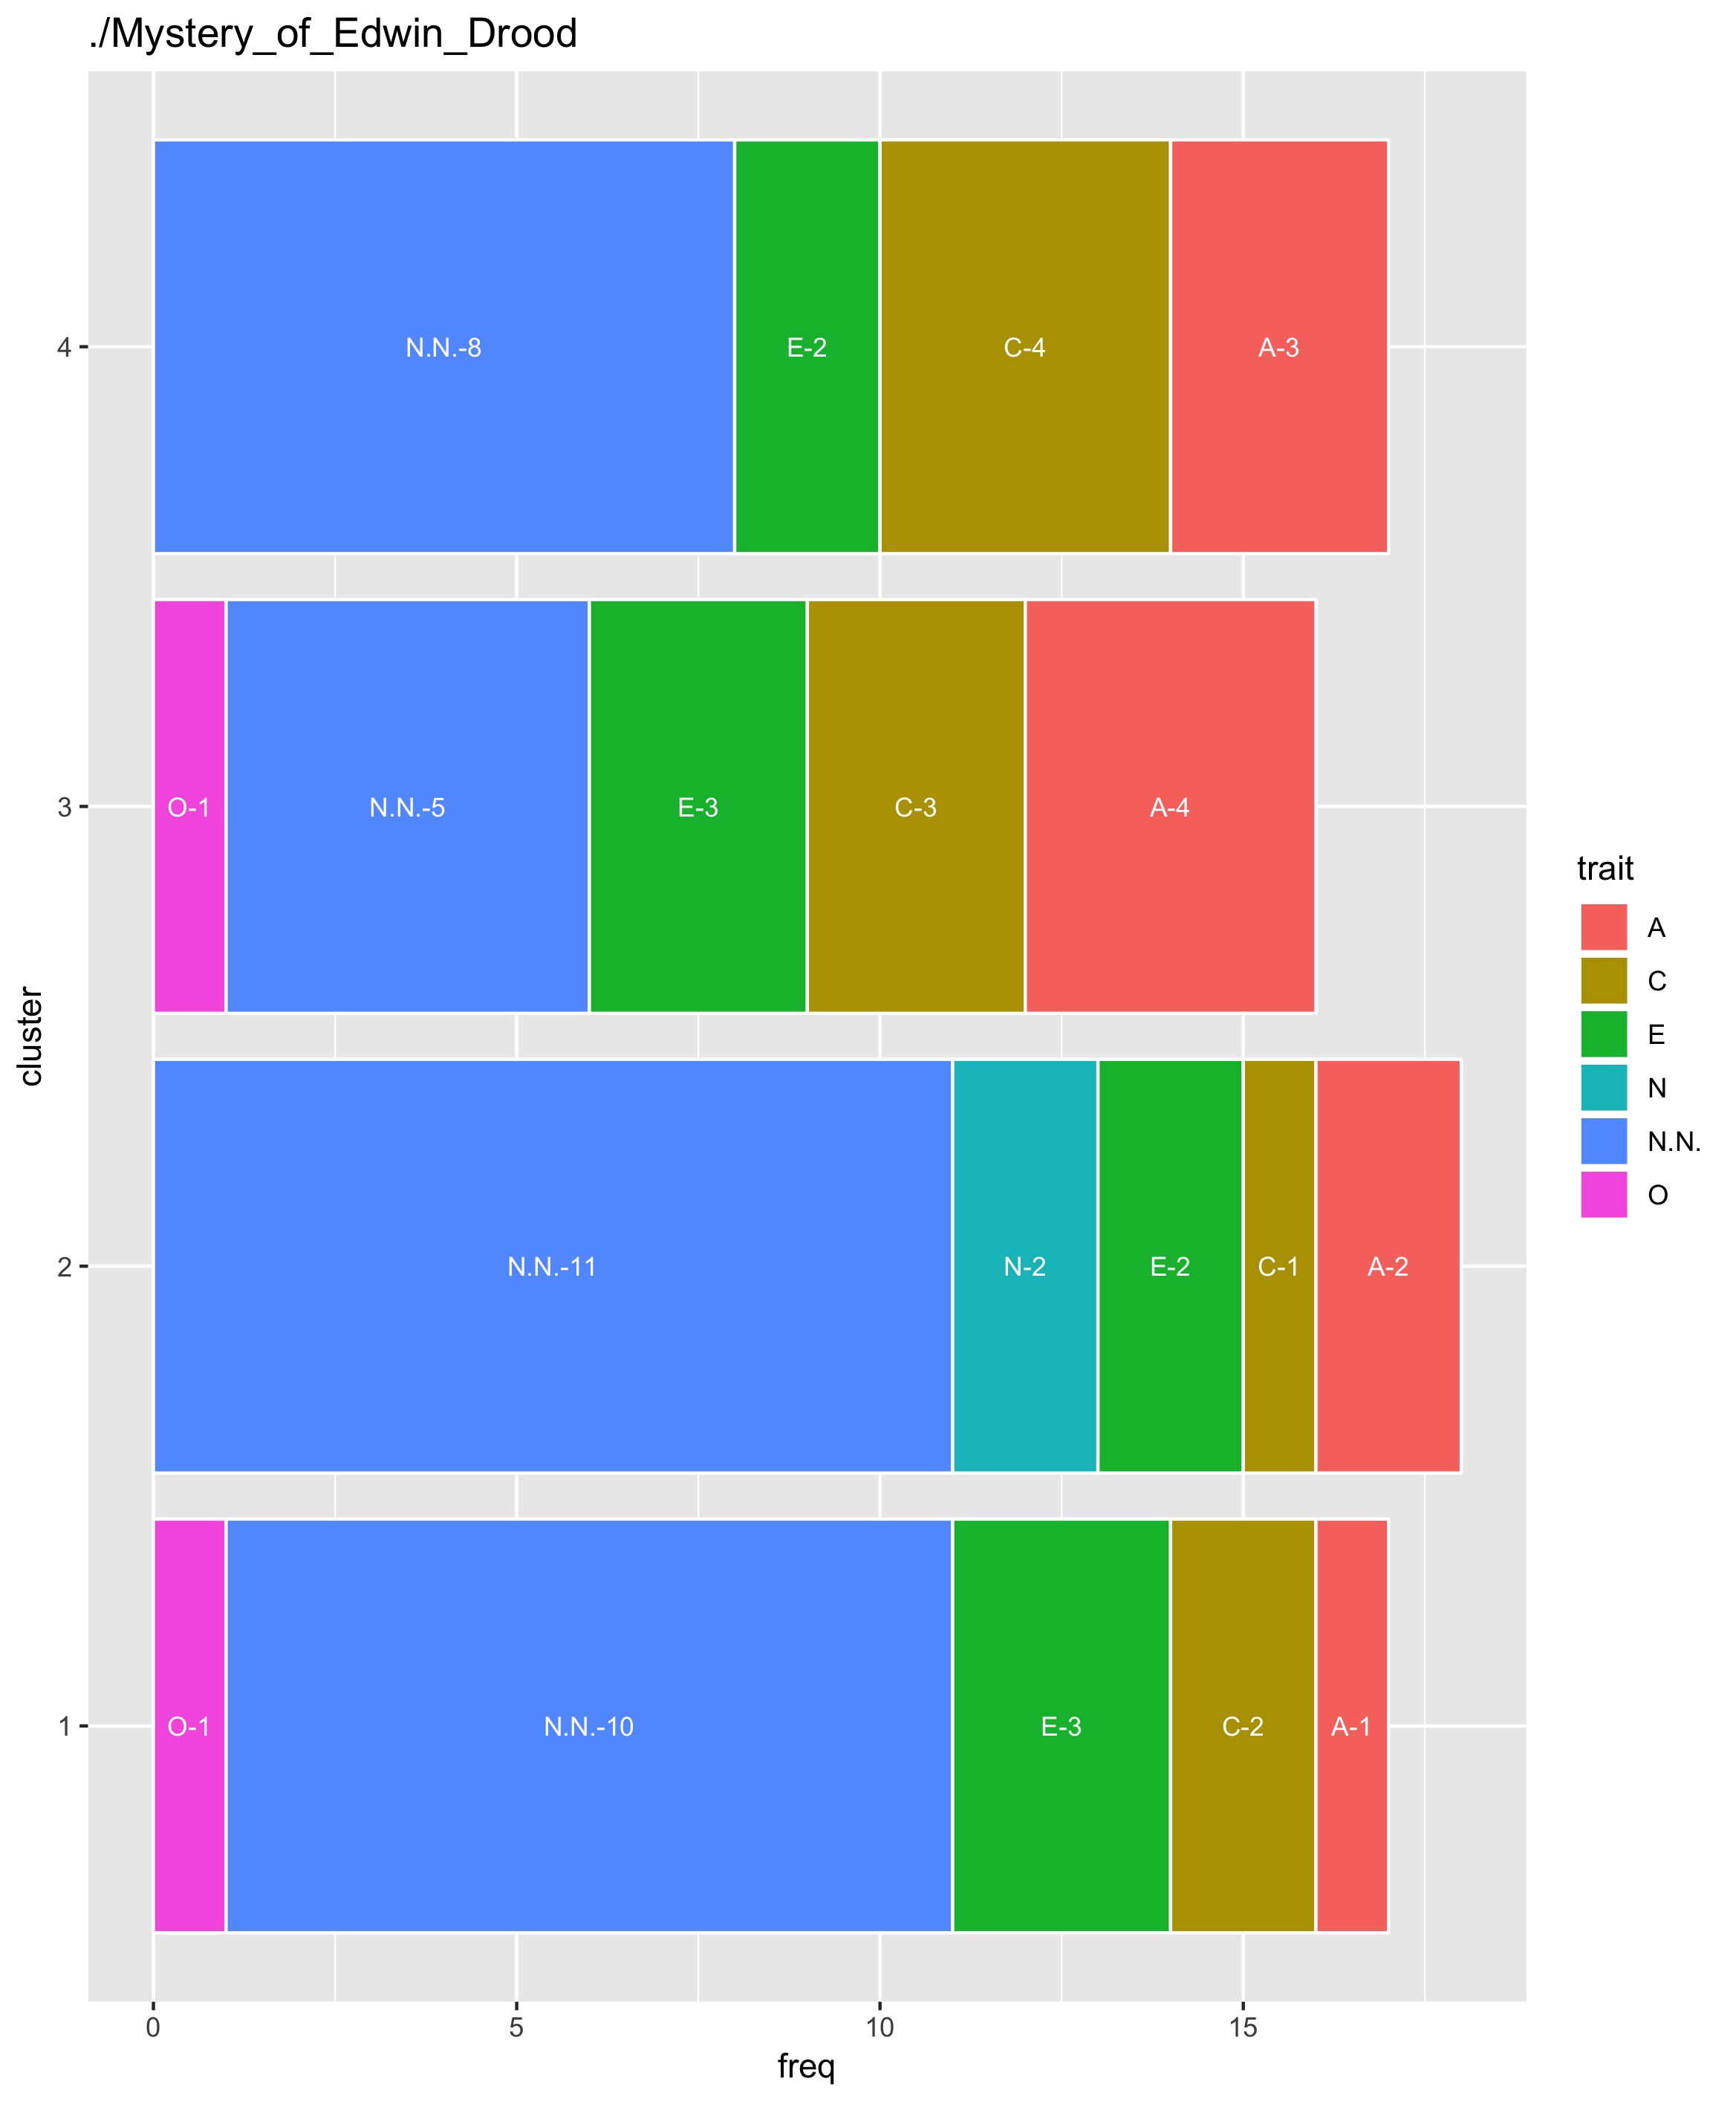 ./Mystery_of_Edwin_Drood
4
N.N.-8 E-2 C-4 A-3
3
O-1 N.N.-5 E-3 C-3 A-4
2
N.N.-11 N-2 E-2 C-1 A-2
1
O-1 N.N.-10 E-3 C-2 A-1
0 5 10 15
freq
cluster
trait
A
C
E
N
N.N.
O